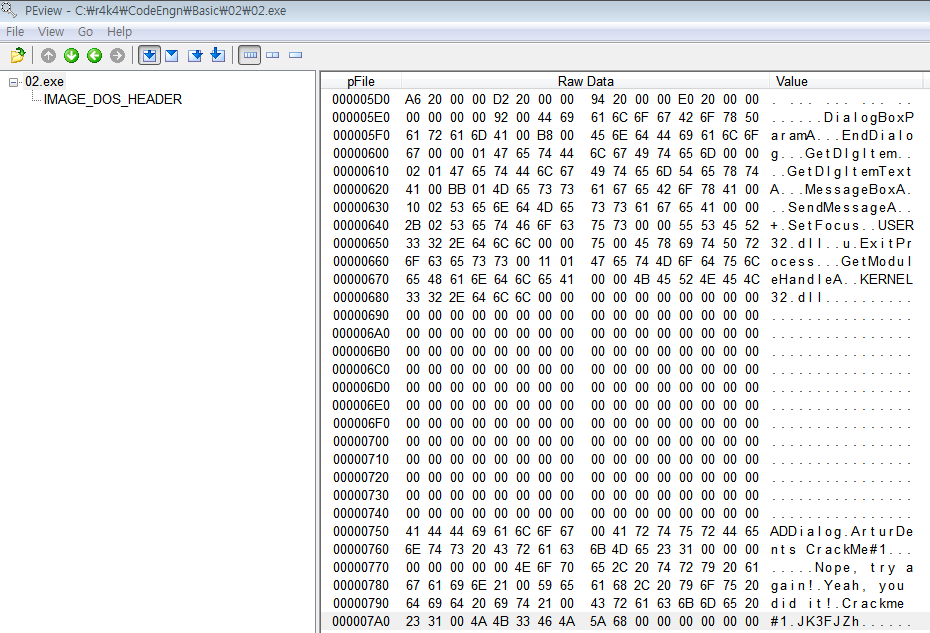 PEview - C:₩r4k4₩CodeEngn₩Basic₩02₩02.exe
File View Go Help
02.exe
IMAGE_DOS_HEADER
pFile Raw Data Value
000005D0 A6 20 00 00 D2 20 00 00 94 20 00 00 E0 20 00 00 . ... ... ... ..
000005E0 00 00 00 00 92 00 44 69 61 6C 6F 67 42 6F 78 50 ......DialogBoxP
000005F0 61 72 61 6D 41 00 B8 00 45 6E 64 44 69 61 6C 6F aramA...EndDialo
00000600 67 00 00 01 47 65 74 44 6C 67 49 74 65 6D 00 00 g...GetDlgItem..
00000610 02 01 47 65 74 44 6C 67 49 74 65 6D 54 65 78 74 ..GetDlgItemText
00000620 41 00 BB 01 4D 65 73 73 61 67 65 42 6F 78 41 00 A...MessageBoxA.
00000630 10 02 53 65 6E 64 4D 65 73 73 61 67 65 41 00 00 ..SendMessageA..
00000640 2B 02 53 65 74 46 6F 63 75 73 00 00 55 53 45 52 +.SetFocus..USER
00000650 33 32 2E 64 6C 6C 00 00 75 00 45 78 69 74 50 72 32.dll..u.ExitPr
00000660 6F 63 65 73 73 00 11 01 47 65 74 4D 6F 64 75 6C ocess...GetModul
00000670 65 48 61 6E 64 6C 65 41 00 00 4B 45 52 4E 45 4C eHandleA..KERNEL
00000680 33 32 2E 64 6C 6C 00 00 00 00 00 00 00 00 00 00 32.dll..........
00000690 00 00 00 00 00 00 00 00 00 00 00 00 00 00 00 00 ................
000006A0 00 00 00 00 00 00 00 00 00 00 00 00 00 00 00 00 ................
000006B0 00 00 00 00 00 00 00 00 00 00 00 00 00 00 00 00 ................
000006C0 00 00 00 00 00 00 00 00 00 00 00 00 00 00 00 00 ................
000006D0 00 00 00 00 00 00 00 00 00 00 00 00 00 00 00 00 ................
000006E0 00 00 00 00 00 00 00 00 00 00 00 00 00 00 00 00 ................
000006F0 00 00 00 00 00 00 00 00 00 00 00 00 00 00 00 00 ................
00000700 00 00 00 00 00 00 00 00 00 00 00 00 00 00 00 00 ................
00000710 00 00 00 00 00 00 00 00 00 00 00 00 00 00 00 00 ................
00000720 00 00 00 00 00 00 00 00 00 00 00 00 00 00 00 00 ................
00000730 00 00 00 00 00 00 00 00 00 00 00 00 00 00 00 00 ................
00000740 00 00 00 00 00 00 00 00 00 00 00 00 00 00 00 00 ................
00000750 41 44 44 69 61 6C 6F 67 00 41 72 74 75 72 44 65 ADDialog.ArturDe
00000760 6E 74 73 20 43 72 61 63 6B 4D 65 23 31 00 00 00 nts CrackMe#1...
00000770 00 00 00 00 00 4E 6F 70 65 2C 20 74 72 79 20 61 .....Nope, try a
00000780 67 61 69 6E 21 00 59 65 61 68 2C 20 79 6F 75 20 gain!.Yeah, you
00000790 64 69 64 20 69 74 21 00 43 72 61 63 6B 6D 65 20 did it!.Crackme
000007A0 23 31 00 4A 4B 33 46 4A 5A 68 00 00 00 00 00 00 #1.JK3FJZh......